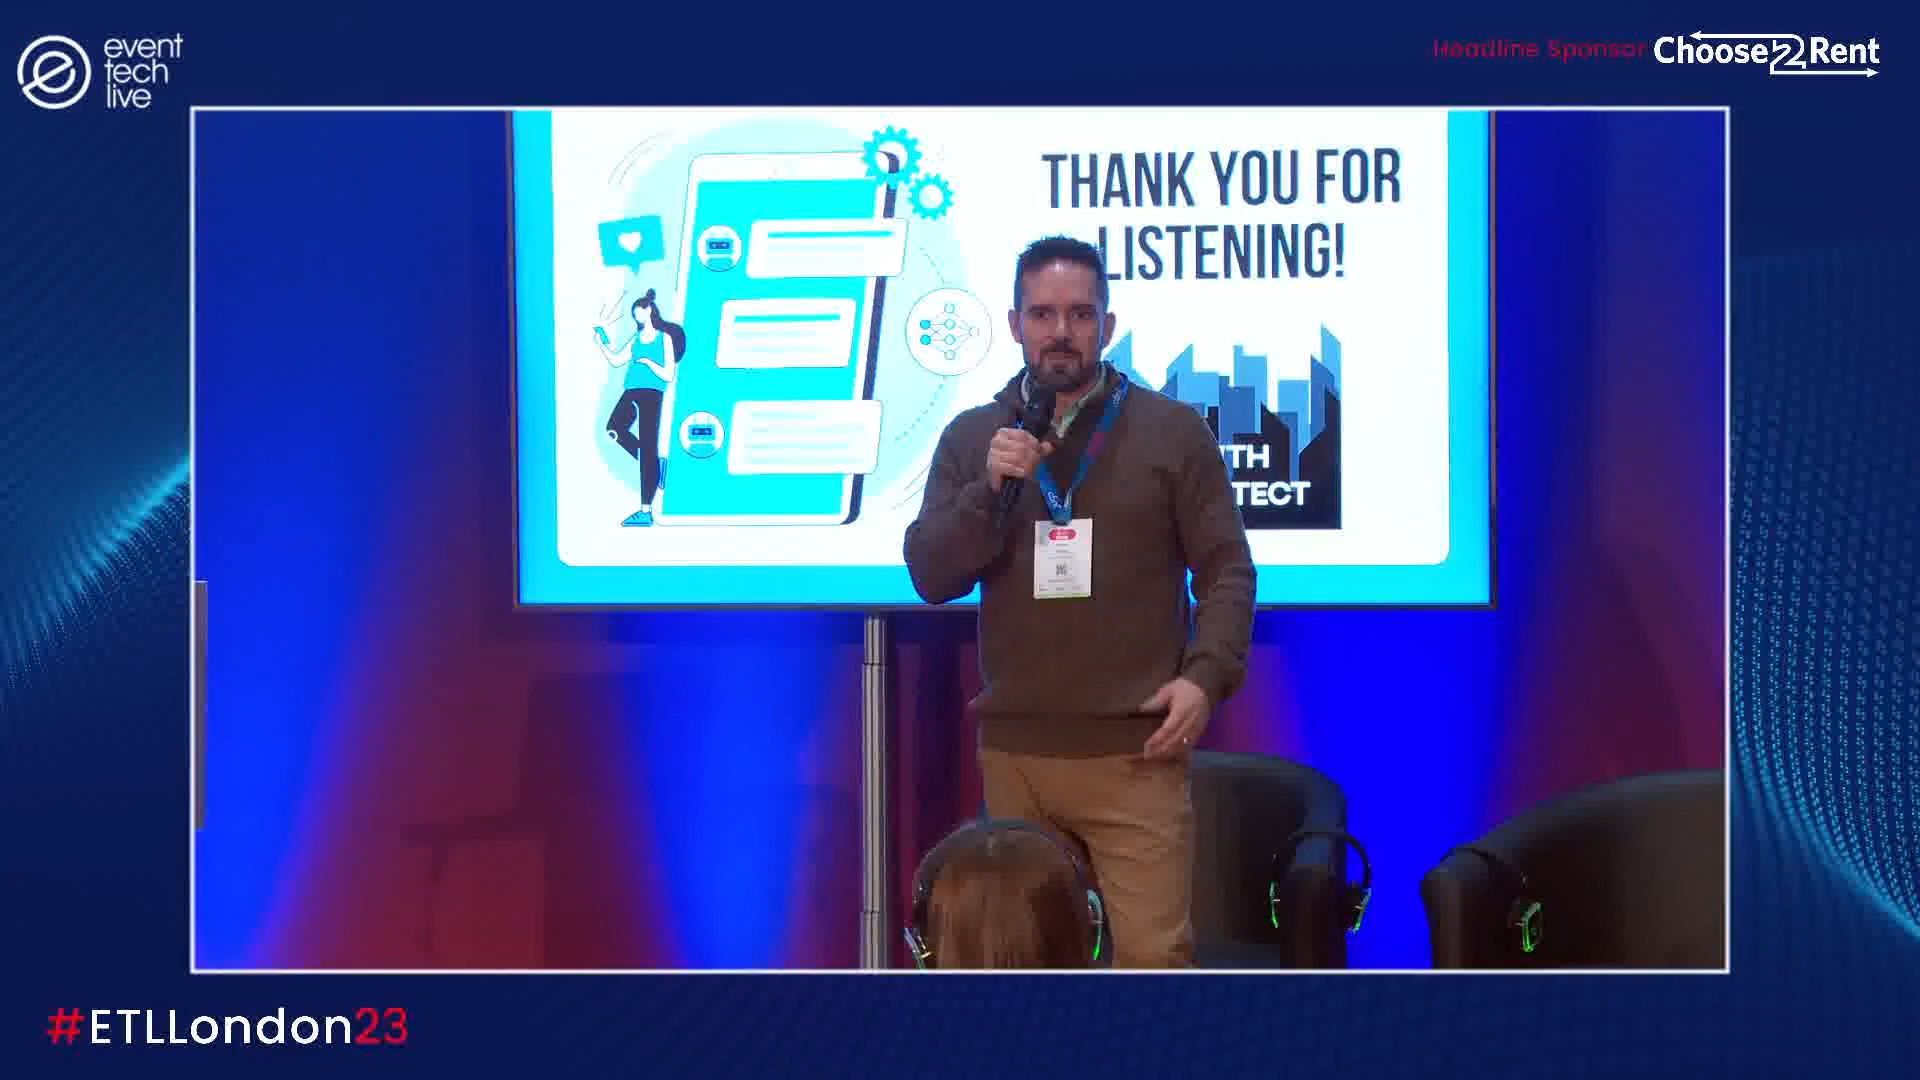 event
tech
live
Headline Sponsor Choose2Rent
THANK YOU FOR
LISTENING!
TH
TECT
#ETLLondon23